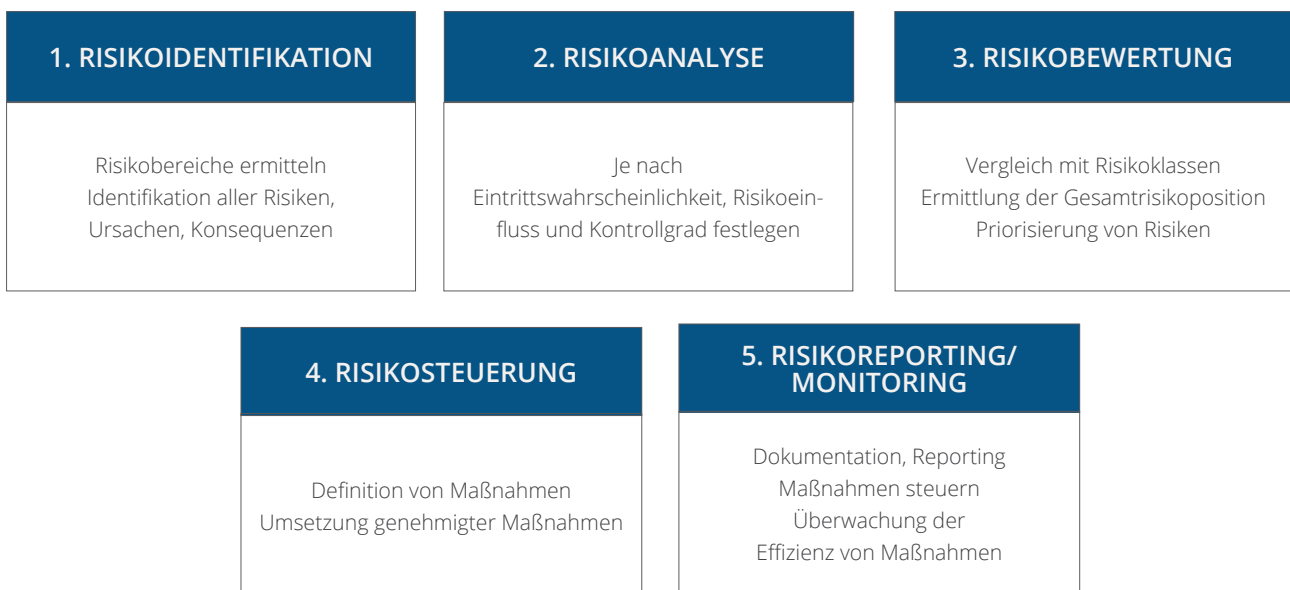 1. RISIKOIDENTIFIKATION
Risikobereiche ermitteln
Identifikation aller Risiken,
Ursachen, Konsequenzen
2. RISIKOANALYSE
Je nach
Eintrittswahrscheinlichkeit, Risikoein-
fluss und Kontrollgrad festlegen
3. RISIKOBEWERTUNG
Vergleich mit Risikoklassen
Ermittlung der Gesamtrisikoposition
Priorisierung von Risiken
4. RISIKOSTEUERUNG
Definition von Maßnahmen
Umsetzung genehmigter Maßnahmen
5. RISIKOREPORTING/
MONITORING
Dokumentation, Reporting
Maßnahmen steuern
Überwachung der
Effizienz von Maßnahmen